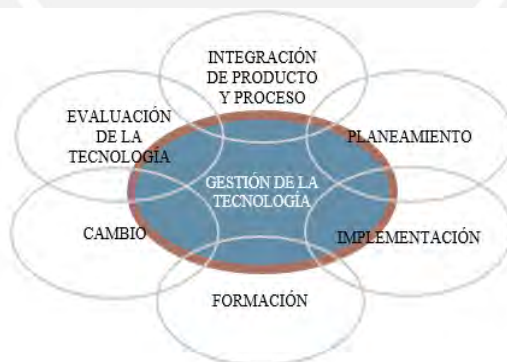 INTEGRACIÓN
DE PRODUCTO
Y PROCESO
EVALUACIÓN
DE LA
TECNOLOGÍA
PLANEAMIENTO
GESTIÓN DE LA
TECNOLOGÍA
CAMBIO
IMPLEMENTACIÓN
FORMACIÓN